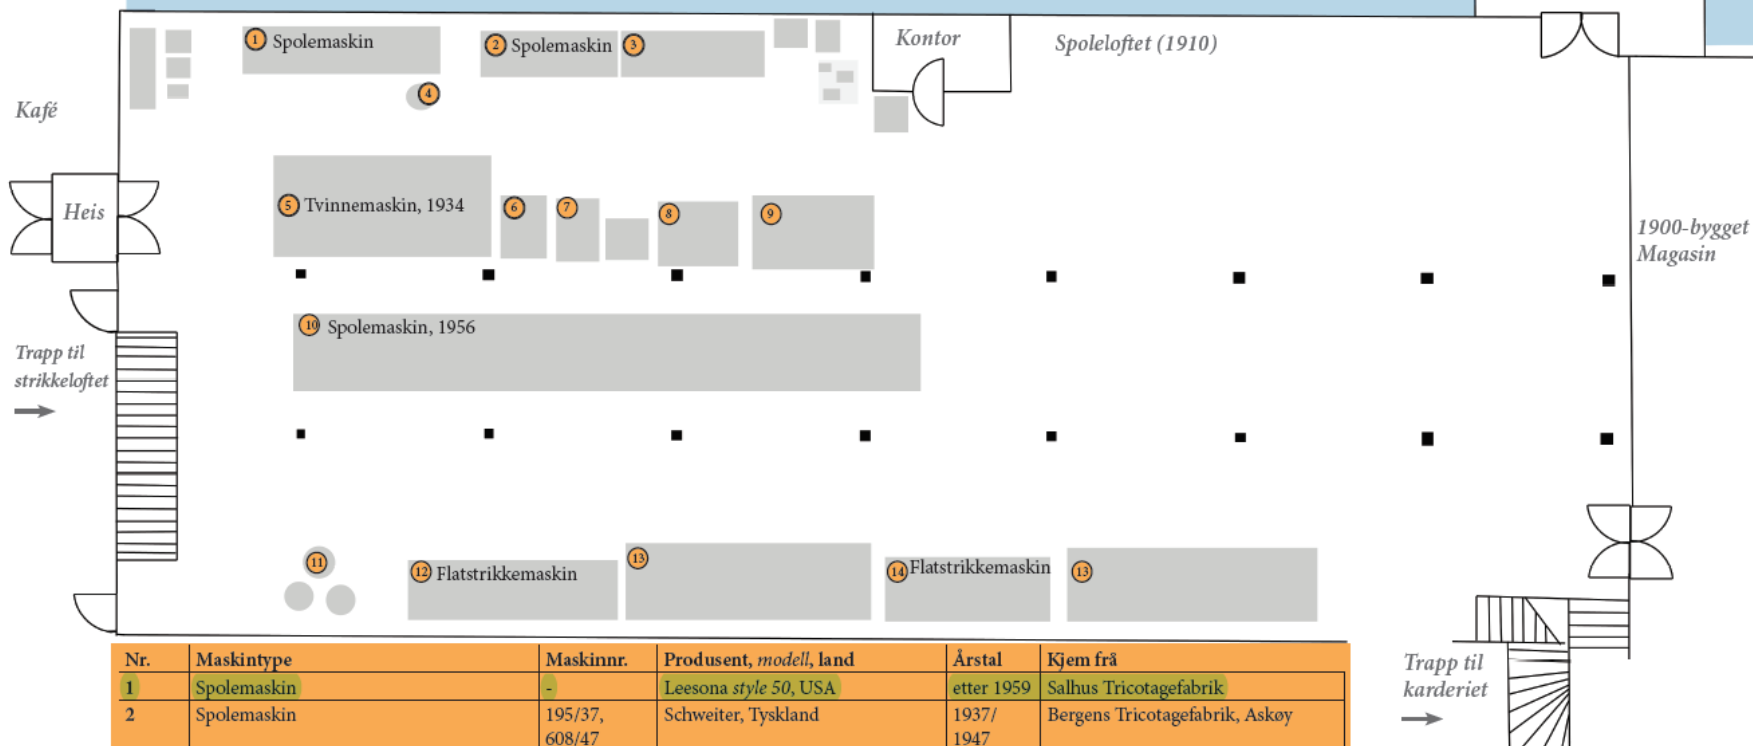 1 Spolemaskin
2 Spolemaskin 3
Kontor
Spoleloftet (1910)
4
Kafé
5 Tvinnemaskin, 1934
6
7
8
9
Heis
1900-bygget
Magasin
10 Spolemaskin, 1956
Trapp til
strikkeloftet
11
12 Flatstrikkemaskin
13
14 Flatstrikkemaskin
13
Trapp til
karderiet
Nr. Maskintype Maskinnr. Produsent, modell, land Årstal Kjem frå
1 Spolemaskin - Leesona style 50, USA etter 1959 Salhus Tricotagefabrik
2 Spolemaskin 195/37, Schweiter, Tyskland 1937/ Bergens Tricotagefabrik, Askøy
608/47 1947